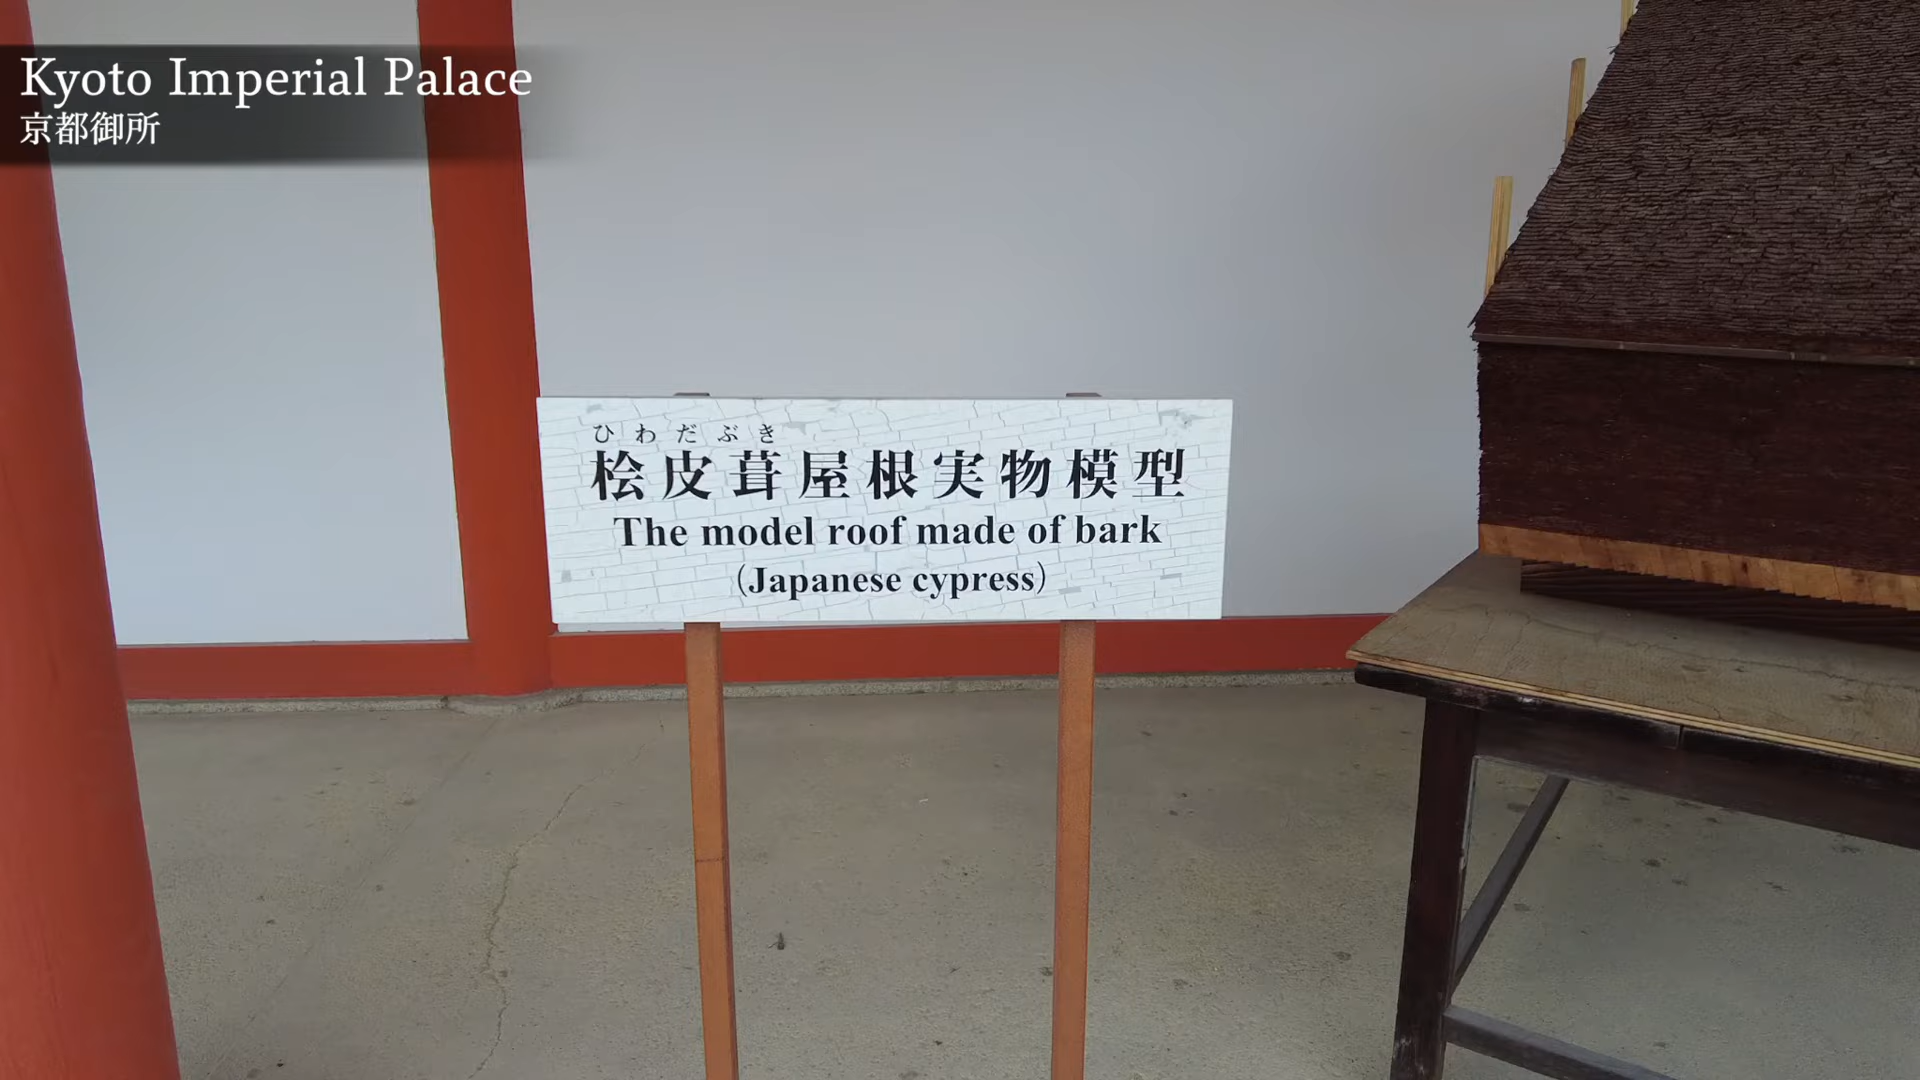 Kyoto Imperial Palace
京都御所
ひわだぶき
桧皮葺屋根実物模型
The model roof made of bark
(Japanese cypress)